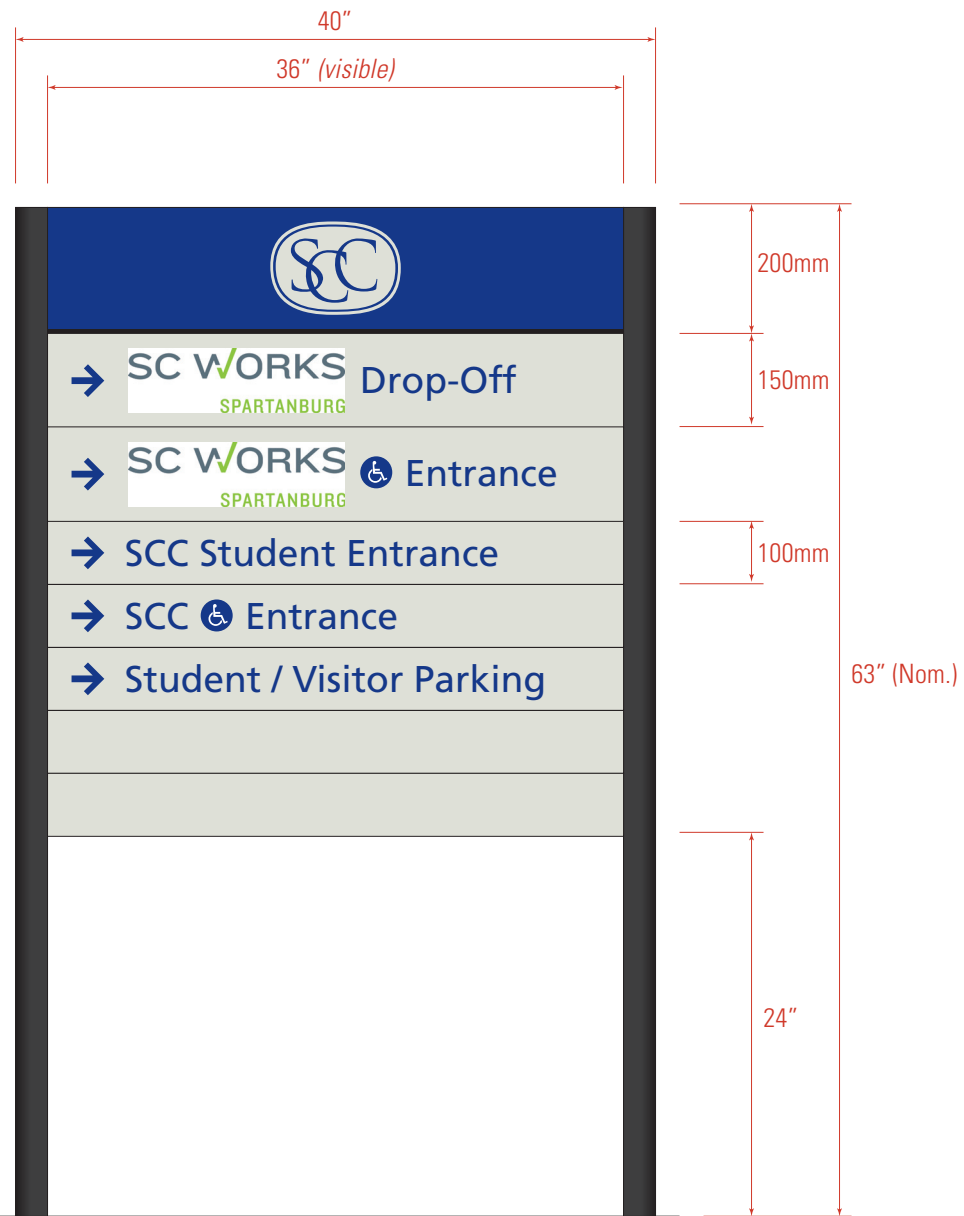 40″
36″ (visible)
SCC
200mm
→ SC WORKS SPARTANBURG Drop-Off
150mm
→ SC WORKS SPARTANBURG ♿ Entrance
→ SCC Student Entrance
100mm
→ SCC ♿ Entrance
→ Student / Visitor Parking
63″ (Nom.)
24″